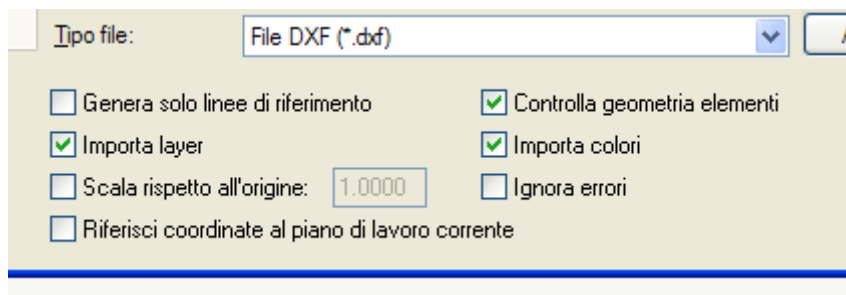 Tipo file: File DXF (*.dxf)
Genera solo linee di riferimento Controlla geometria elementi
Importa layer Importa colori
Scala rispetto all'origine: 1.0000 Ignora errori
Riferisci coordinate al piano di lavoro corrente